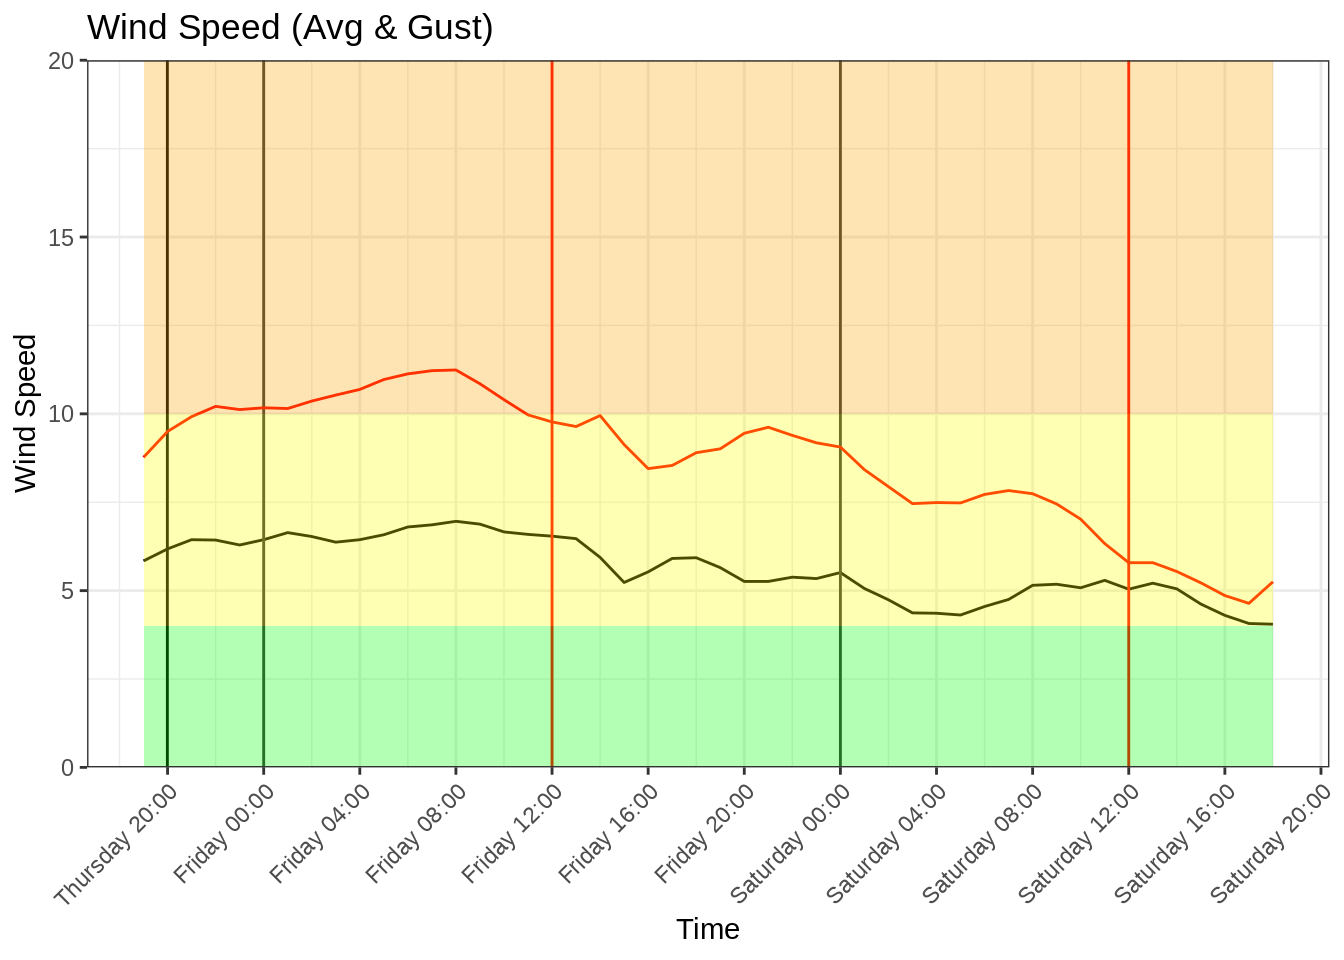 Wind Speed (Avg & Gust)
20
15
10
5
0
Wind Speed
Thursday 20:00
Friday 00:00
Friday 04:00
Friday 08:00
Friday 12:00
Friday 16:00
Friday 20:00
Saturday 00:00
Saturday 04:00
Saturday 08:00
Saturday 12:00
Saturday 16:00
Saturday 20:00
Time